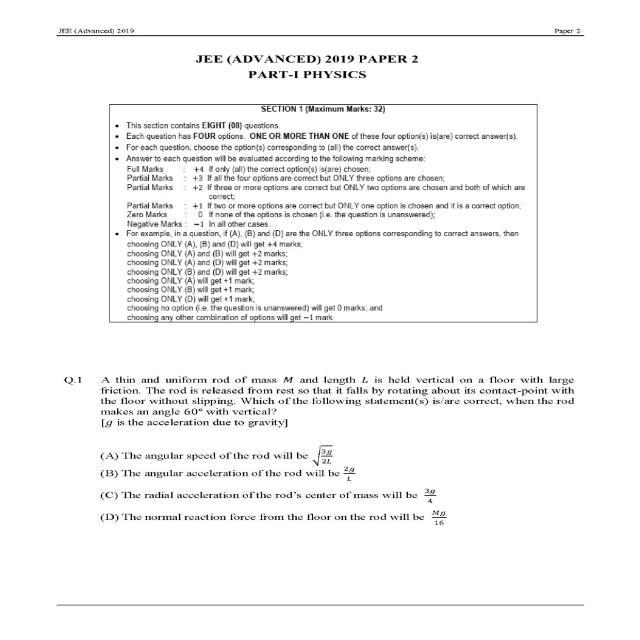 JEE (Advanced) 2019 Paper 2
JEE (ADVANCED) 2019 PAPER 2
PART-I PHYSICS
SECTION 1 (Maximum Marks: 32)
• This section contains EIGHT (08) questions.
• Each question has FOUR options. ONE OR MORE THAN ONE of these four option(s) is(are) correct answer(s).
• For each question, choose the option(s) corresponding to (all) the correct answer(s).
• Answer to each question will be evaluated according to the following marking scheme:
Full Marks : +4 If only (all) the correct option(s) is(are) chosen;
Partial Marks : +3 If all the four options are correct but ONLY three options are chosen;
Partial Marks : +2 If three or more options are correct but ONLY two options are chosen and both of which are
correct;
Partial Marks : +1 If two or more options are correct but ONLY one option is chosen and it is a correct option;
Zero Marks : 0 If none of the options is chosen (i.e. the question is unanswered);
Negative Marks : −1 In all other cases.
• For example, in a question, if (A), (B) and (D) are the ONLY three options corresponding to correct answers, then
choosing ONLY (A), (B) and (D) will get +4 marks;
choosing ONLY (A) and (B) will get +2 marks;
choosing ONLY (A) and (D) will get +2 marks;
choosing ONLY (B) and (D) will get +2 marks;
choosing ONLY (A) will get +1 mark;
choosing ONLY (B) will get +1 mark;
choosing ONLY (D) will get +1 mark;
choosing no option (i.e. the question is unanswered) will get 0 marks; and
choosing any other combination of options will get −1 mark.
Q.1 A thin and uniform rod of mass M and length L is held vertical on a floor with large
friction. The rod is released from rest so that it falls by rotating about its contact-point with
the floor without slipping. Which of the following statement(s) is/are correct, when the rod
makes an angle 60° with vertical?
[g is the acceleration due to gravity]
(A) The angular speed of the rod will be √(3g/2L)
(B) The angular acceleration of the rod will be 2g/L
(C) The radial acceleration of the rod's center of mass will be 3g/4
(D) The normal reaction force from the floor on the rod will be Mg/16